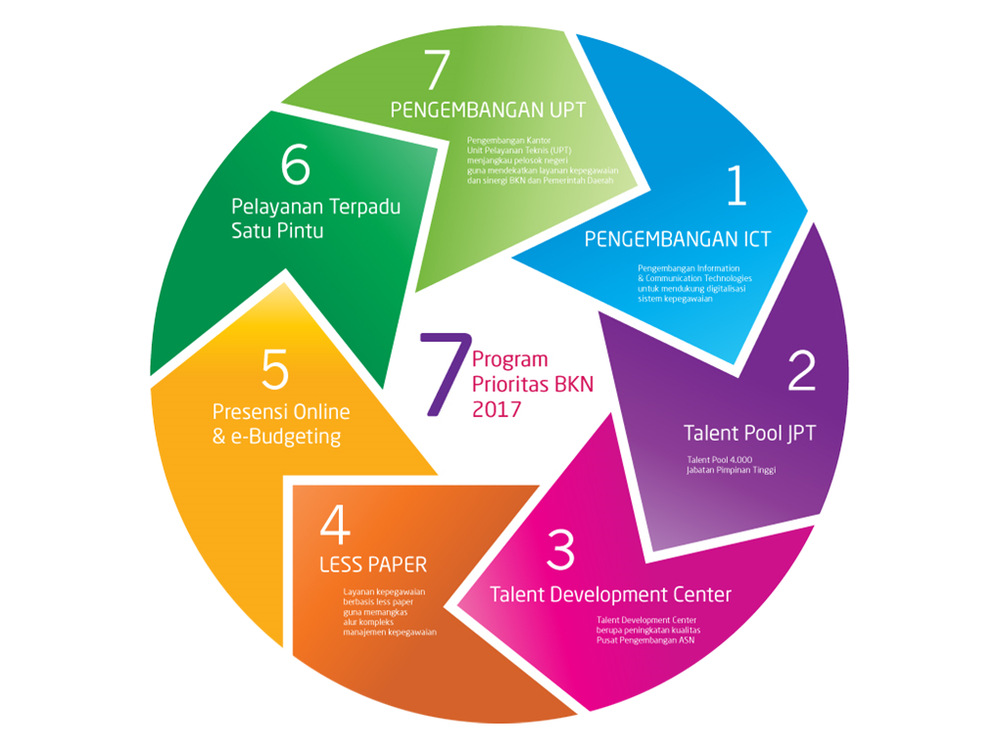 7
Program
Prioritas BKN
2017
1
PENGEMBANGAN ICT
Pengembangan Information
& Communication Technologies
untuk mendukung digitalisasi
sistem kepegawaian
2
Talent Pool JPT
Talent Pool 4.000
Jabatan Pimpinan Tinggi
3
Talent Development Center
Talent Development Center
berupa peningkatan kualitas
Pusat Pengembangan ASN
4
LESS PAPER
Layanan kepegawaian
berbasis less paper
guna memangkas
alur kompleks
manajemen kepegawaian
5
Presensi Online
& e-Budgeting
6
Pelayanan Terpadu
Satu Pintu
7
PENGEMBANGAN UPT
Pengembangan Kantor
Unit Pelayanan Teknis (UPT)
menjangkau pelosok negeri
guna mendekatkan layanan kepegawaian
dan sinergi BKN dan Pemerintah Daerah